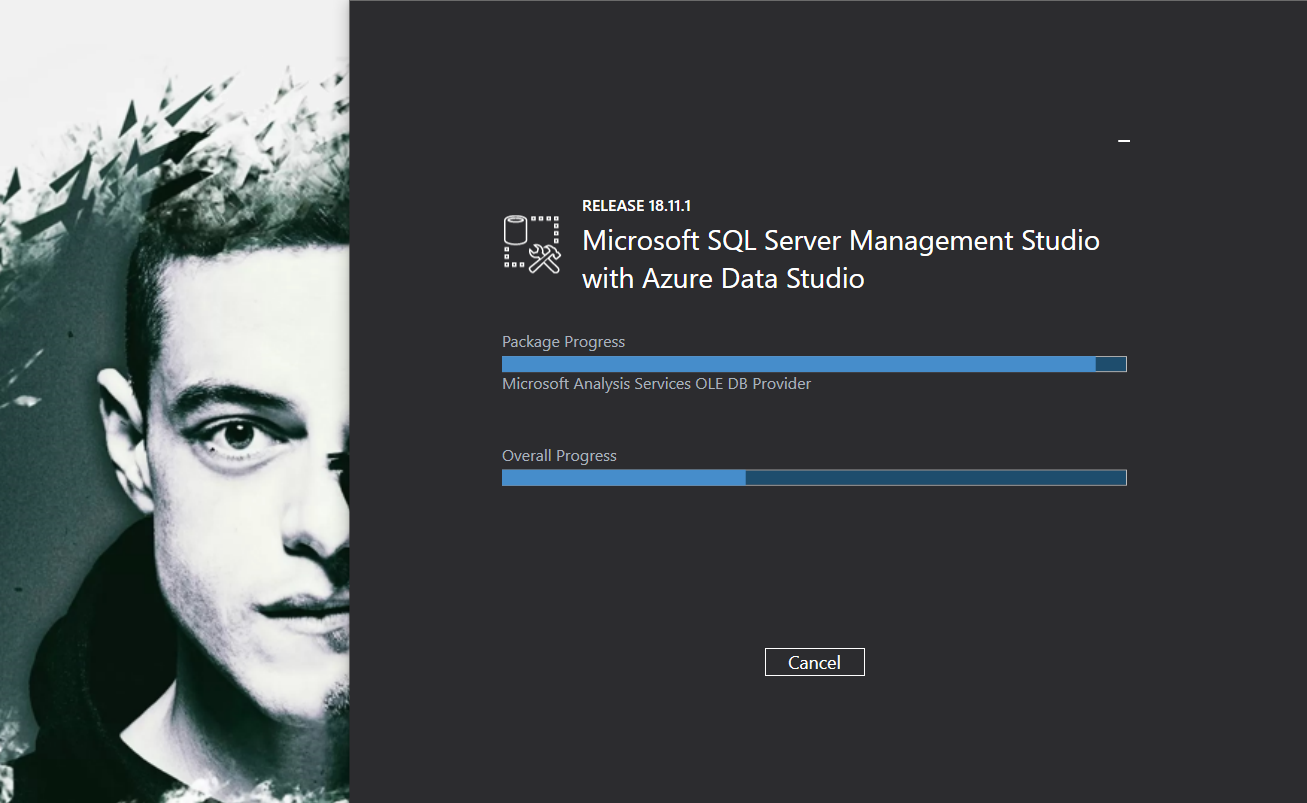 RELEASE 18.11.1
Microsoft SQL Server Management Studio
with Azure Data Studio
Package Progress
Microsoft Analysis Services OLE DB Provider
Overall Progress
Cancel